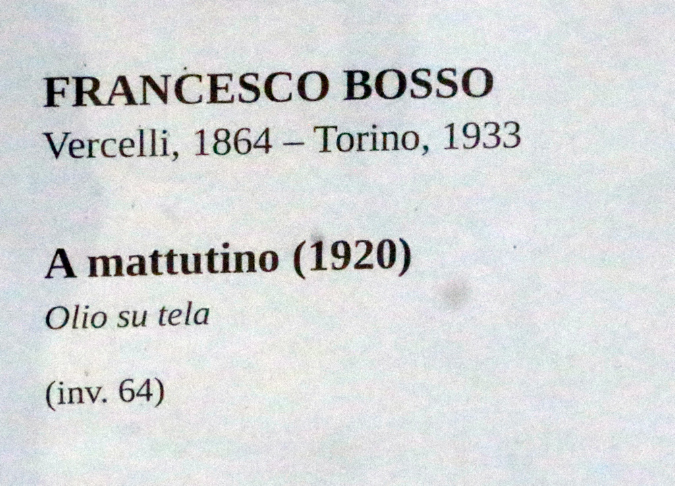 FRANCESCO BOSSO
Vercelli, 1864 – Torino, 1933
A mattutino (1920)
Olio su tela
(inv. 64)